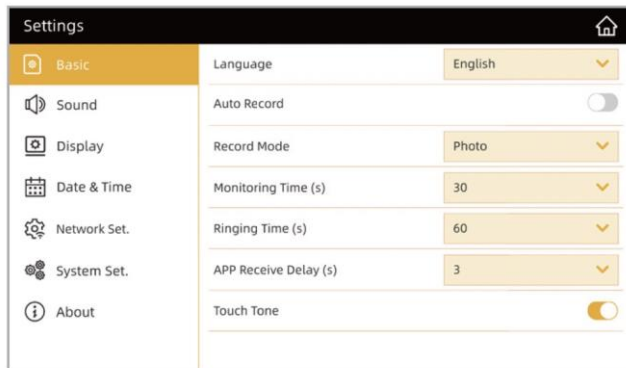 Settings
Basic
Sound
Display
Date & Time
Network Set.
System Set.
About
Language English
Auto Record
Record Mode Photo
Monitoring Time (s) 30
Ringing Time (s) 60
APP Receive Delay (s) 3
Touch Tone